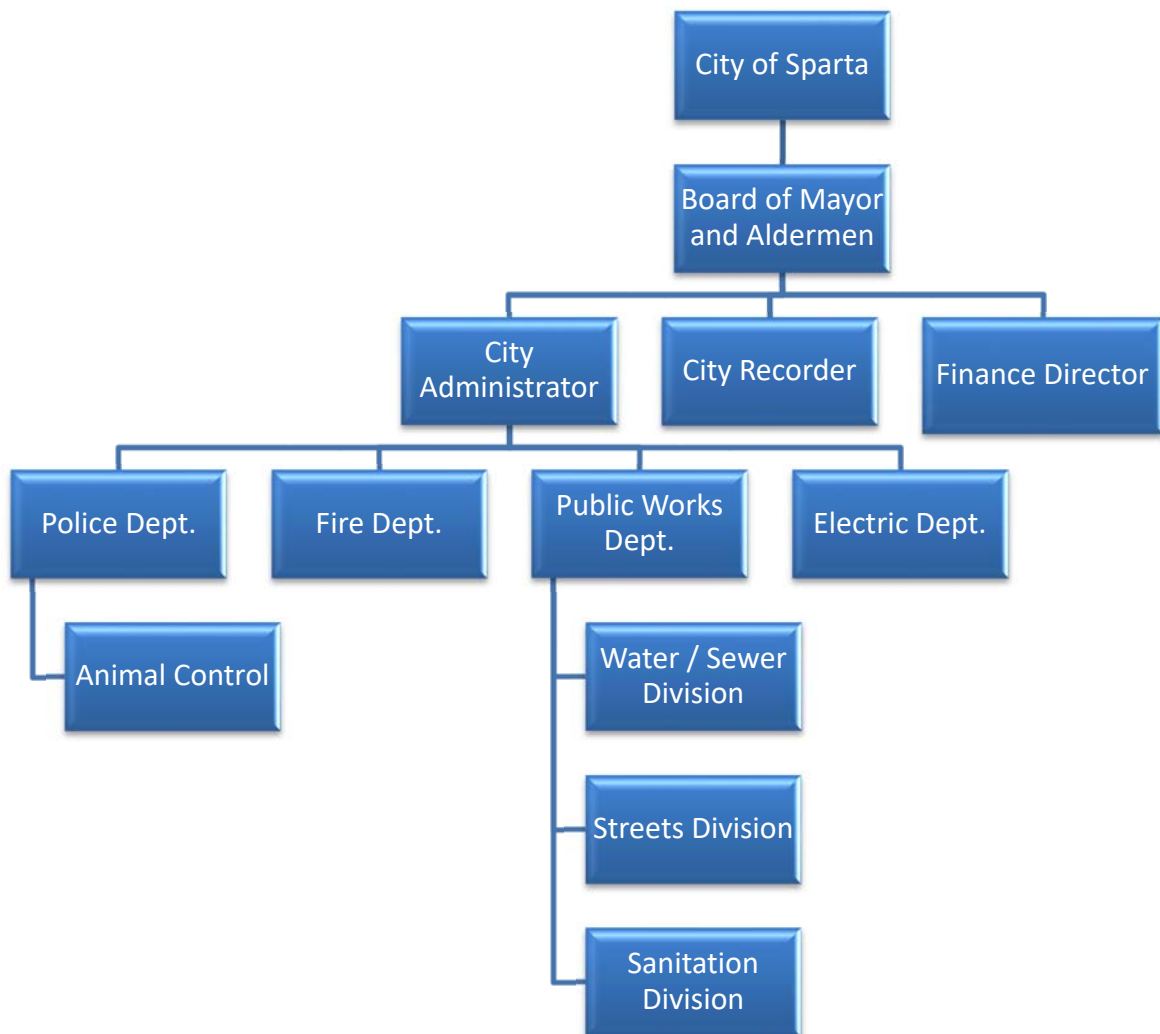 City of Sparta
Board of Mayor
and Aldermen
City
Administrator
City Recorder
Finance Director
Police Dept.
Fire Dept.
Public Works
Dept.
Electric Dept.
Animal Control
Water / Sewer
Division
Streets Division
Sanitation
Division